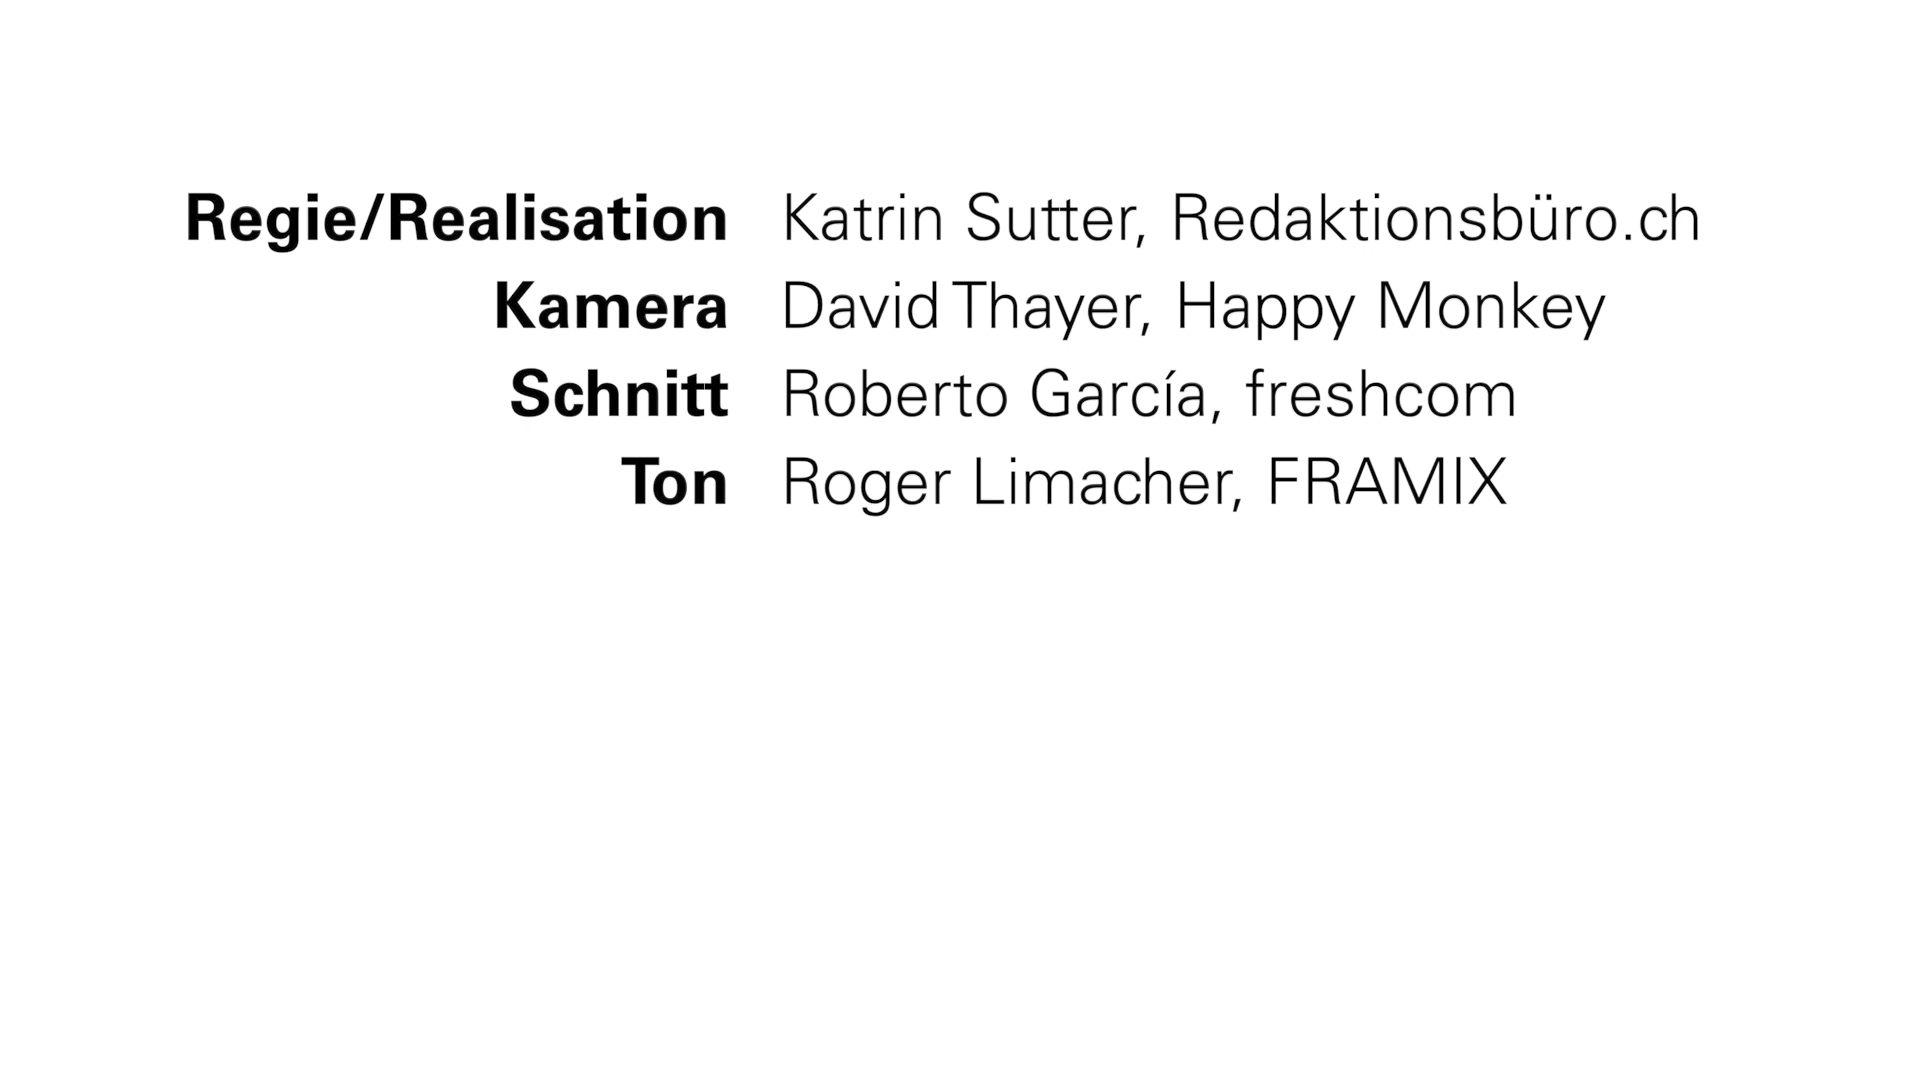 Regie/Realisation Katrin Sutter, Redaktionsbüro.ch
Kamera David Thayer, Happy Monkey
Schnitt Roberto García, freshcom
Ton Roger Limacher, FRAMIX